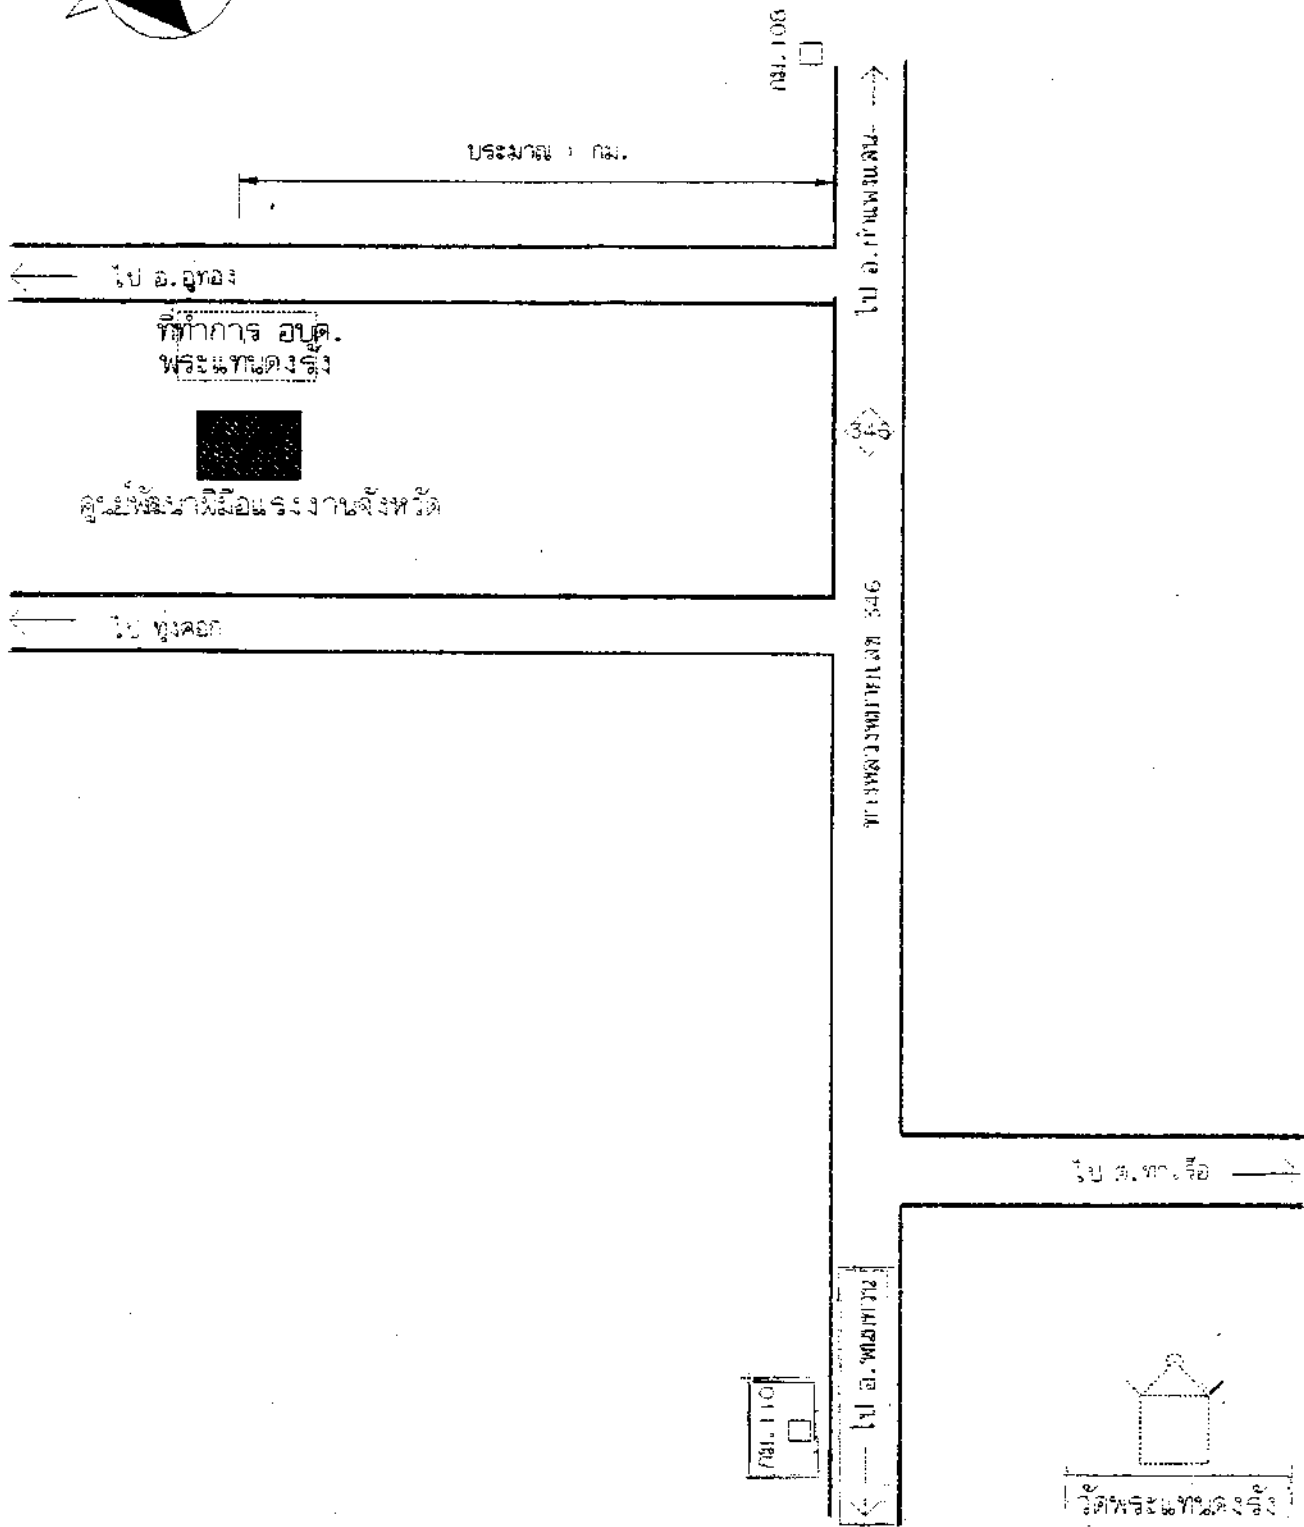 กม.108
ประมาณ 1 กม.
ไป อ.กำแพงแสน
ไป อ.อู่ทอง
ที่ทำการ อบต.
พระแท่นดงรัง
346
ศูนย์พัฒนาฝีมือแรงงานจังหวัด
ทางหลวงหมายเลข 346
ไป ทุ่งคอก
ไป ต.ท่าเรือ
ไป อ.พนมทวน
กม.110
วัดพระแท่นดงรัง